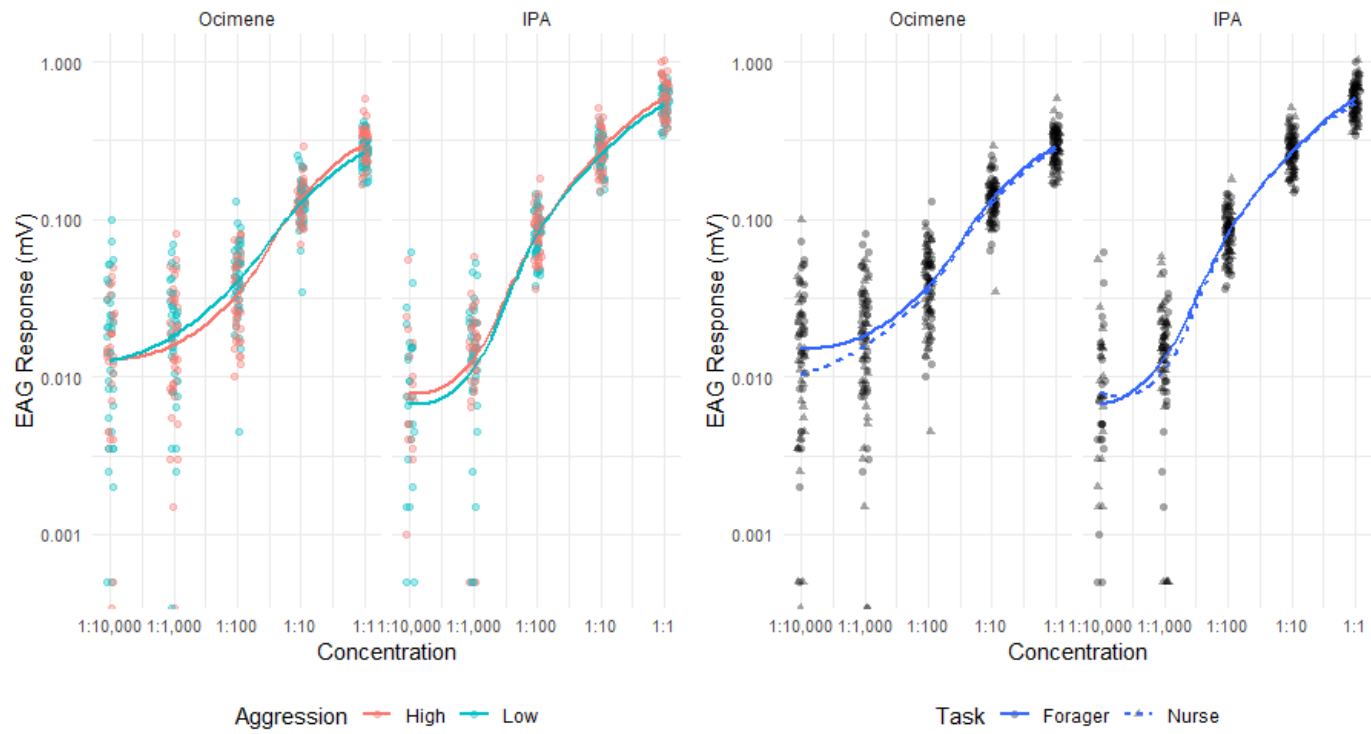 Ocimene IPA Ocimene IPA
1.000 1.000
0.100 0.100
0.010 0.010
0.001 0.001
EAG Response (mV) EAG Response (mV)
1:10,000 1:1,000 1:100 1:10 1:1 1:10,000 1:1,000 1:100 1:10 1:1 1:10,000 1:1,000 1:100 1:10 1:1 1:10,000 1:1,000 1:100 1:10 1:1
Concentration Concentration
Aggression High Low Task Forager Nurse